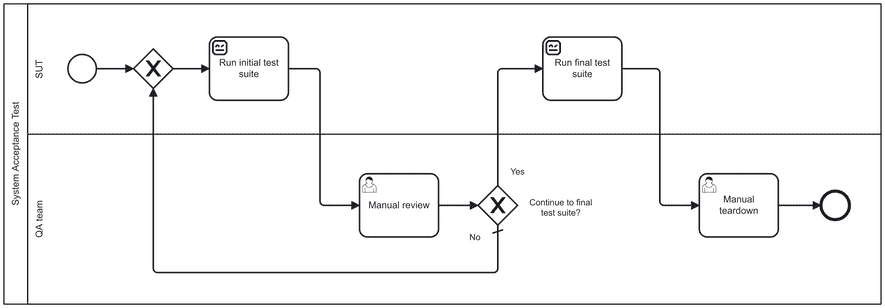 System Acceptance Test
SUT
Run initial test
suite
Run final test
suite
QA team
Manual review
Yes
Continue to final
test suite?
No
Manual
teardown